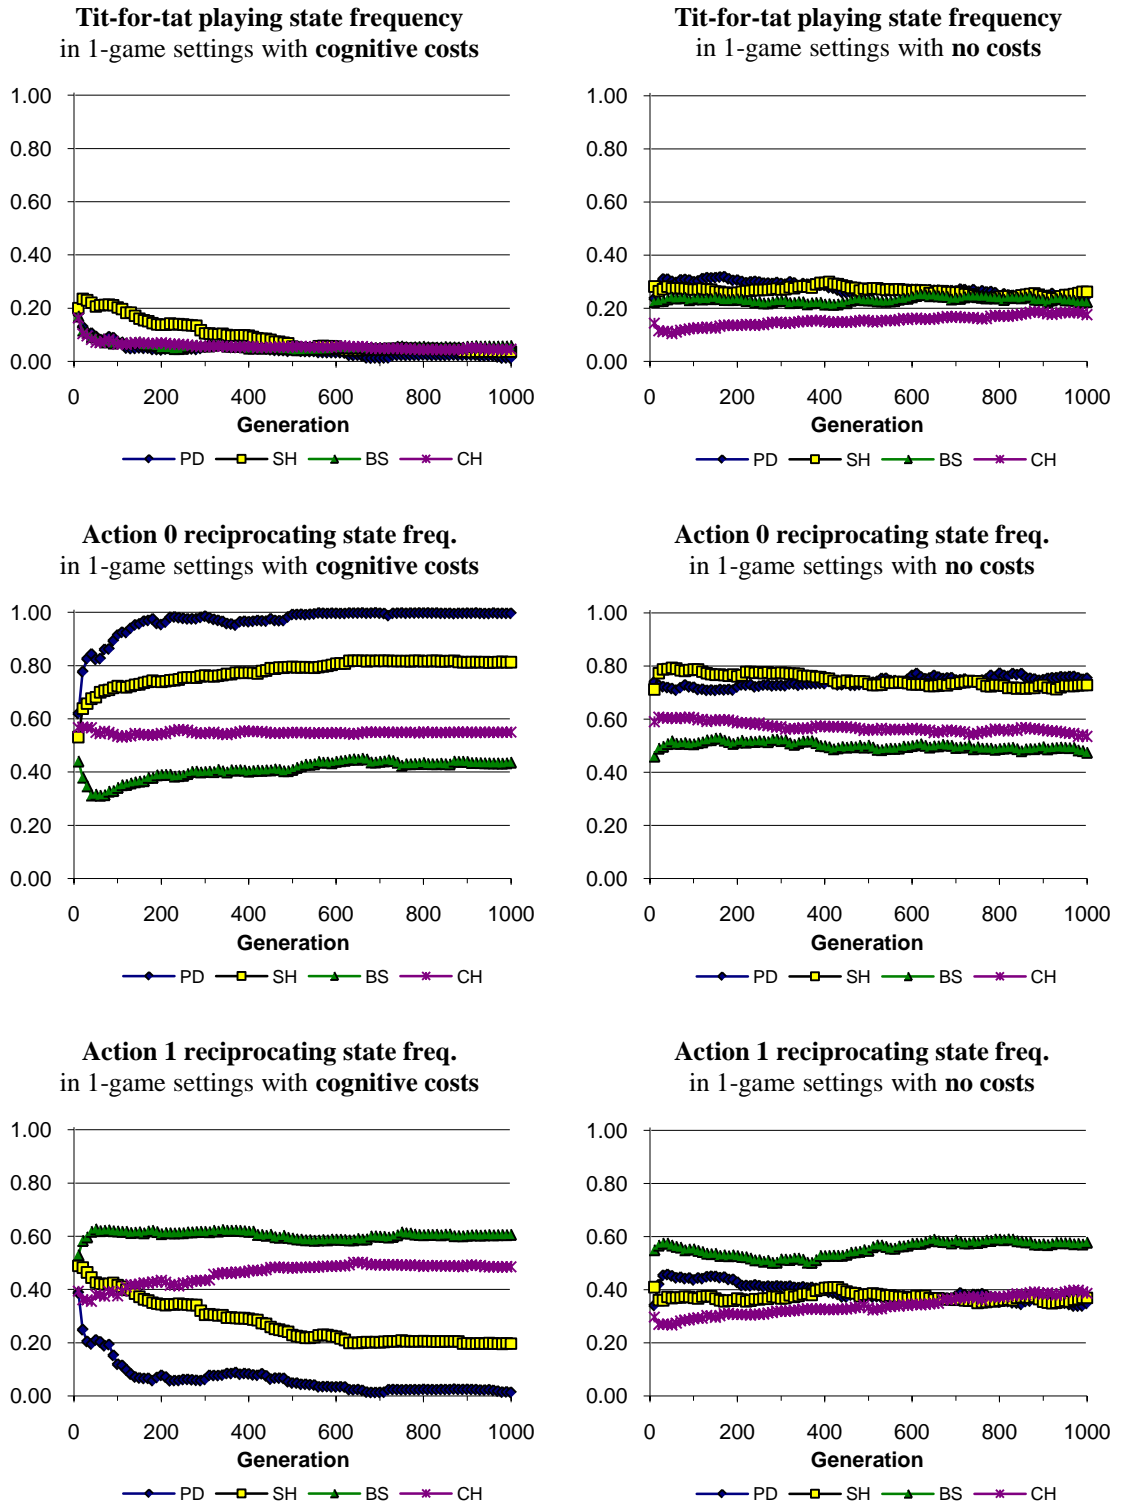 Tit-for-tat playing state frequency
in 1-game settings with cognitive costs
1.00
0.80
0.60
0.40
0.20
0.00
0 200 400 600 800 1000
Generation
PD SH BS CH
Tit-for-tat playing state frequency
in 1-game settings with no costs
1.00
0.80
0.60
0.40
0.20
0.00
0 200 400 600 800 1000
Generation
PD SH BS CH
Action 0 reciprocating state freq.
in 1-game settings with cognitive costs
1.00
0.80
0.60
0.40
0.20
0.00
0 200 400 600 800 1000
Generation
PD SH BS CH
Action 0 reciprocating state freq.
in 1-game settings with no costs
1.00
0.80
0.60
0.40
0.20
0.00
0 200 400 600 800 1000
Generation
PD SH BS CH
Action 1 reciprocating state freq.
in 1-game settings with cognitive costs
1.00
0.80
0.60
0.40
0.20
0.00
0 200 400 600 800 1000
Generation
PD SH BS CH
Action 1 reciprocating state freq.
in 1-game settings with no costs
1.00
0.80
0.60
0.40
0.20
0.00
0 200 400 600 800 1000
Generation
PD SH BS CH